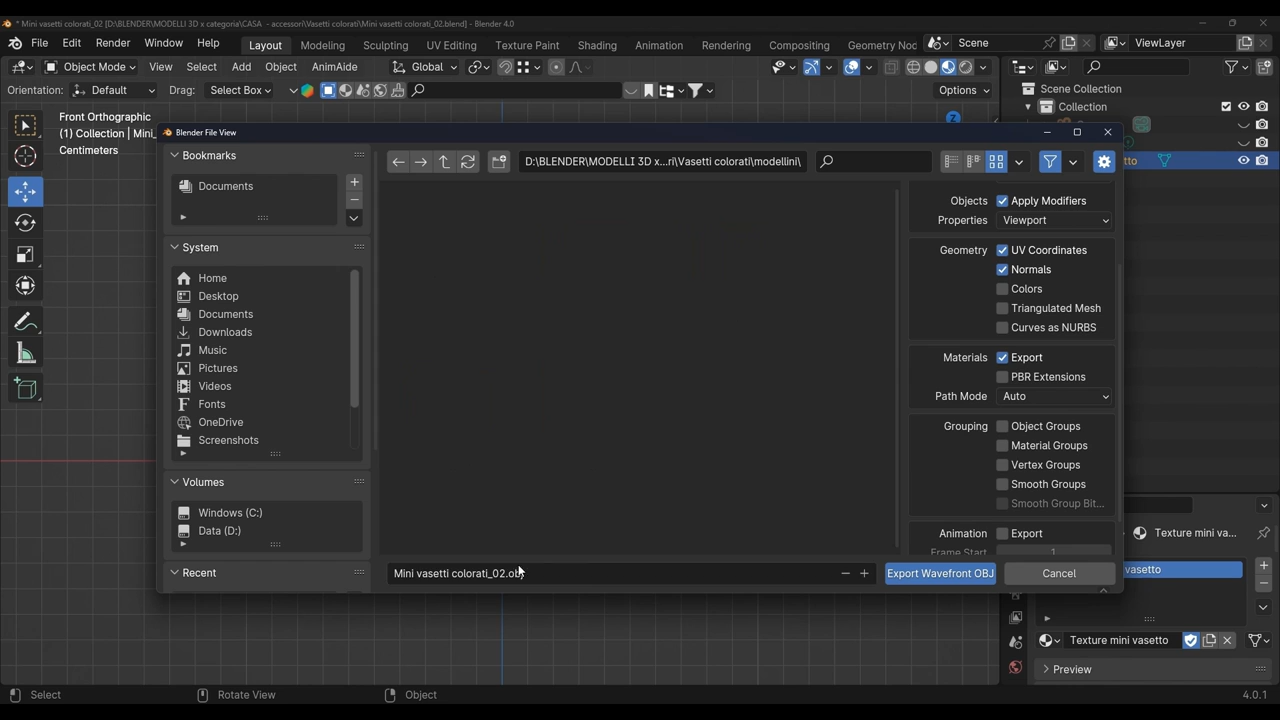 * Mini vasetti colorati_02 [D:\BLENDER\MODELLI 3D x categoria\CASA - accessori\Vasetti colorati\Mini vasetti colorati_02.blend] - Blender 4.0
File Edit Render Window Help Layout Modeling Sculpting UV Editing Texture Paint Shading Animation Rendering Compositing Geometry Noc Scene ViewLayer
Object Mode View Select Add Object AnimAide Global
Orientation: Default Drag: Select Box Options
Scene Collection
Collection
Front Orthographic
(1) Collection | Mini_
Centimeters
tto
Blender File View
Bookmarks
Documents
D:\BLENDER\MODELLI 3D x...ri\Vasetti colorati\modellini\
System
Home
Desktop
Documents
Downloads
Music
Pictures
Videos
Fonts
OneDrive
Screenshots
Volumes
Windows (C:)
Data (D:)
Recent
Objects Apply Modifiers
Properties Viewport
Geometry UV Coordinates
Normals
Colors
Triangulated Mesh
Curves as NURBS
Materials Export
PBR Extensions
Path Mode Auto
Grouping Object Groups
Material Groups
Vertex Groups
Smooth Groups
Smooth Group Bit...
Animation Export
Frame Start 1
Mini vasetti colorati_02.obj
Export Wavefront OBJ Cancel
Texture mini va...
vasetto
Texture mini vasetto
Preview
Select Rotate View Object 4.0.1